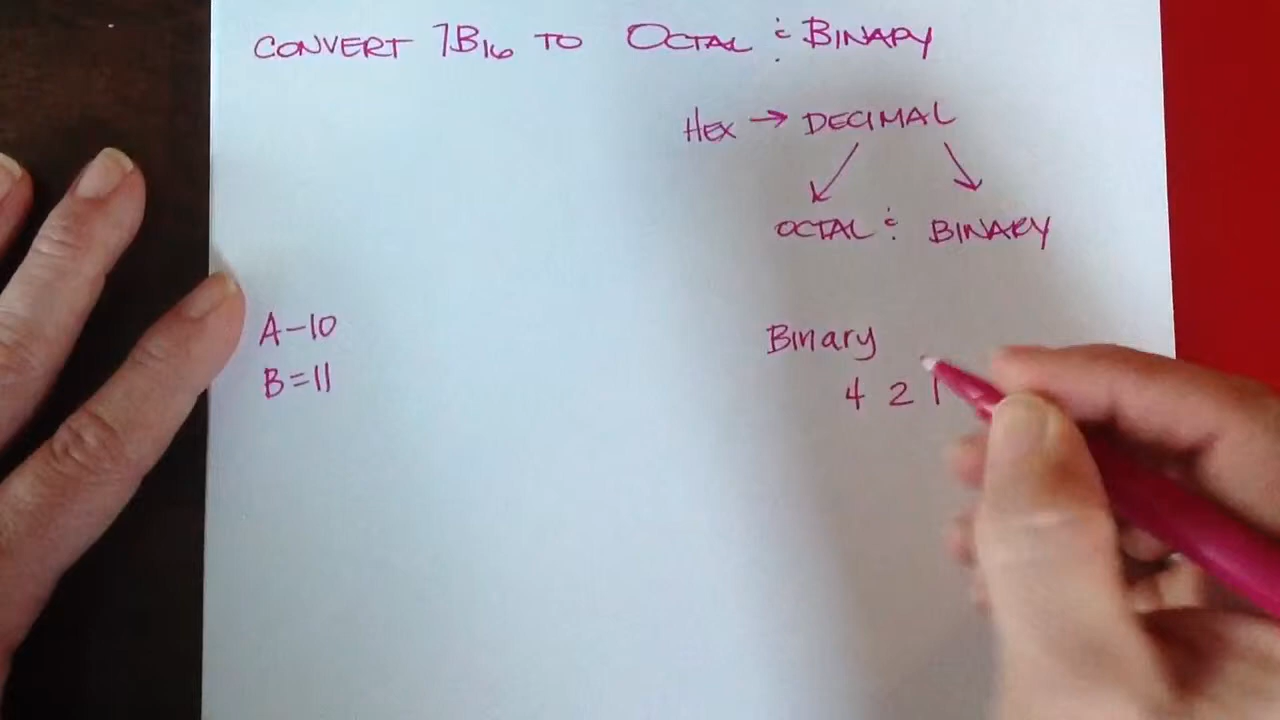 CONVERT 7B16 TO OCTAL & BINARY
HEX → DECIMAL
OCTAL & BINARY
A-10
B=11
Binary
4 2 1